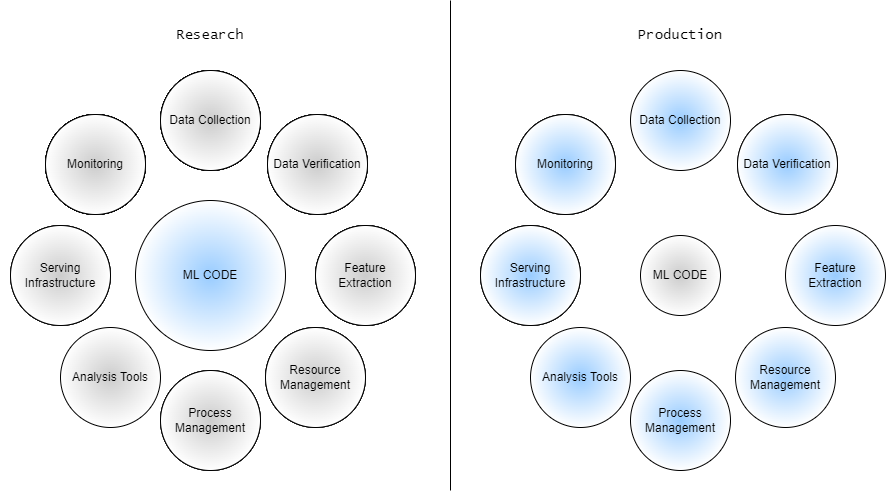 Research
Data Collection
Monitoring
Data Verification
ML CODE
Serving
Infrastructure
Feature
Extraction
Analysis Tools
Resource
Management
Process
Management
Production
Data Collection
Monitoring
Data Verification
ML CODE
Serving
Infrastructure
Feature
Extraction
Analysis Tools
Resource
Management
Process
Management